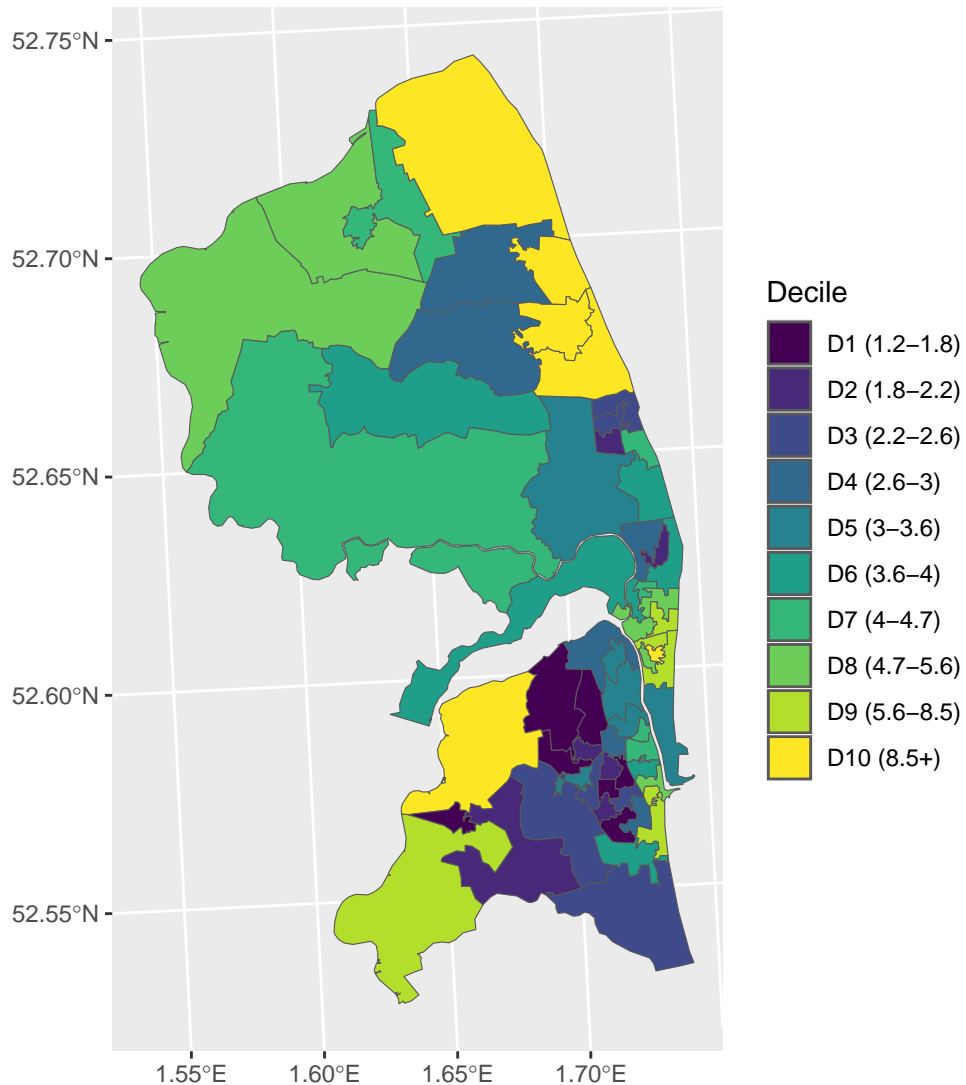 52.75°N
52.70°N
52.65°N
52.60°N
52.55°N
1.55°E 1.60°E 1.65°E 1.70°E
Decile
D1 (1.2–1.8)
D2 (1.8–2.2)
D3 (2.2–2.6)
D4 (2.6–3)
D5 (3–3.6)
D6 (3.6–4)
D7 (4–4.7)
D8 (4.7–5.6)
D9 (5.6–8.5)
D10 (8.5+)